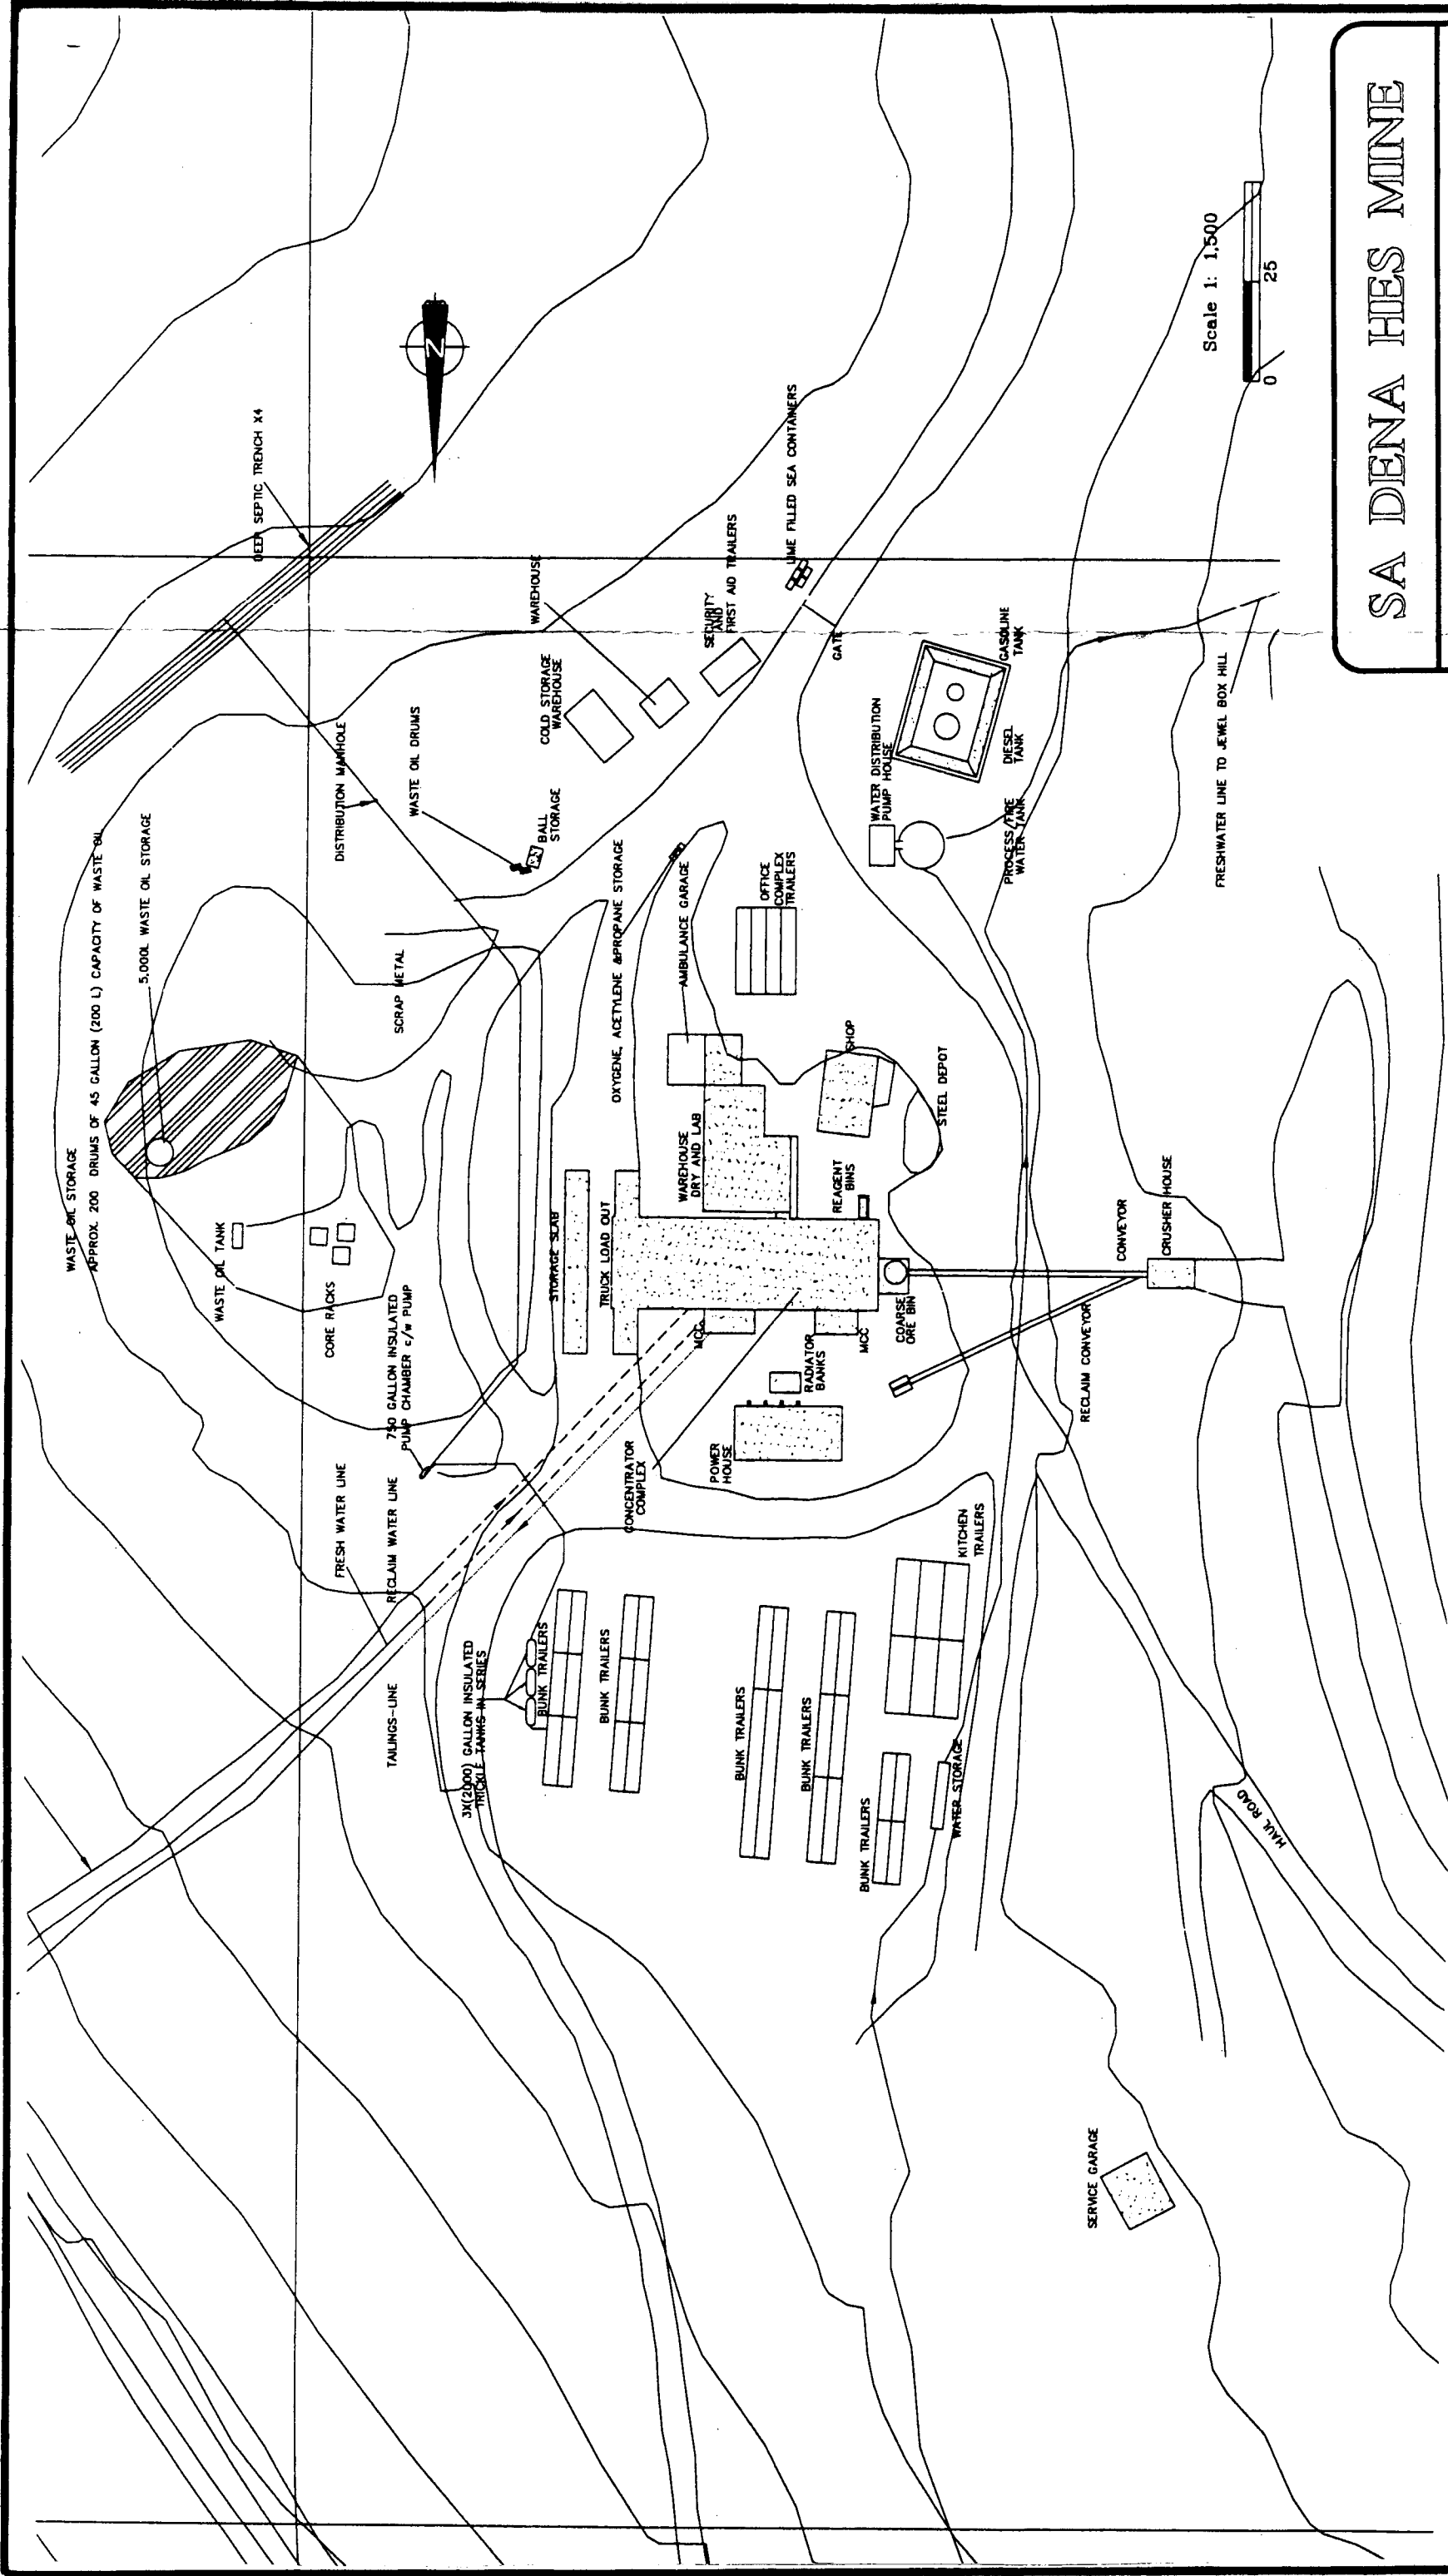 WASTE OIL STORAGE
APPROX. 200 DRUMS OF 45 GALLON (200 L) CAPACITY OF WASTE OIL
5,000L WASTE OIL STORAGE
DEEP SEPTIC TRENCH X4
WASTE OIL TANK
CORE RACKS
DISTRIBUTION MANHOLE
SCRAP METAL
WASTE OIL DRUMS
BALL
STORAGE
COLD STORAGE
WAREHOUSE
WAREHOUSE
SECURITY
AND
FIRST AID TRAILERS
LIME FILLED SEA CONTAINERS
GATE
N
750 GALLON INSULATED
PUMP CHAMBER c/w PUMP
FRESH WATER LINE
RECLAIM WATER LINE
TAILINGS-LINE
3X(2000) GALLON INSULATED
TRICKLE TANKS IN SERIES
STORAGE SLAB
TRUCK LOAD OUT
OXYGENE, ACETYLENE &PROPANE STORAGE
AMBULANCE GARAGE
WAREHOUSE
DRY AND LAB
OFFICE
COMPLEX
TRAILERS
SHOP
STEEL DEPOT
REAGENT
BINS
MCC
MCC
COARSE
ORE BIN
RADIATOR
BANKS
POWER
HOUSE
CONCENTRATOR
COMPLEX
BUNK TRAILERS
BUNK TRAILERS
BUNK TRAILERS
BUNK TRAILERS
BUNK TRAILERS
KITCHEN
TRAILERS
WATER STORAGE
WATER DISTRIBUTION
PUMP HOUSE
PROCESS/FIRE
WATER TANK
DIESEL
TANK
GASOLINE
TANK
FRESHWATER LINE TO JEWEL BOX HILL
CONVEYOR
CRUSHER HOUSE
RECLAIM CONVEYOR
HAUL ROAD
SERVICE GARAGE
Scale 1: 1,500
0 25
SA DENA HES MINE